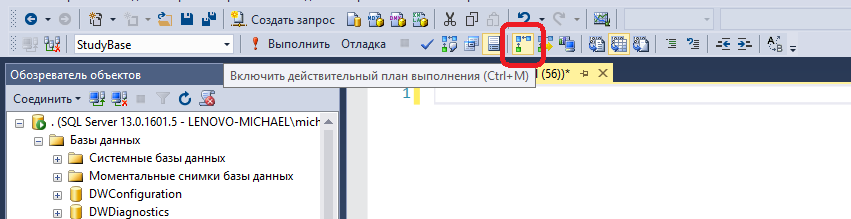 Создать запрос
StudyBase
Выполнить
Отладка
Включить действительный план выполнения (Ctrl+M)
(56))*
Обозреватель объектов
Соединить
1
. (SQL Server 13.0.1601.5 - LENOVO-MICHAEL\mich
Базы данных
Системные базы данных
Моментальные снимки базы данных
DWConfiguration
DWDiagnostics